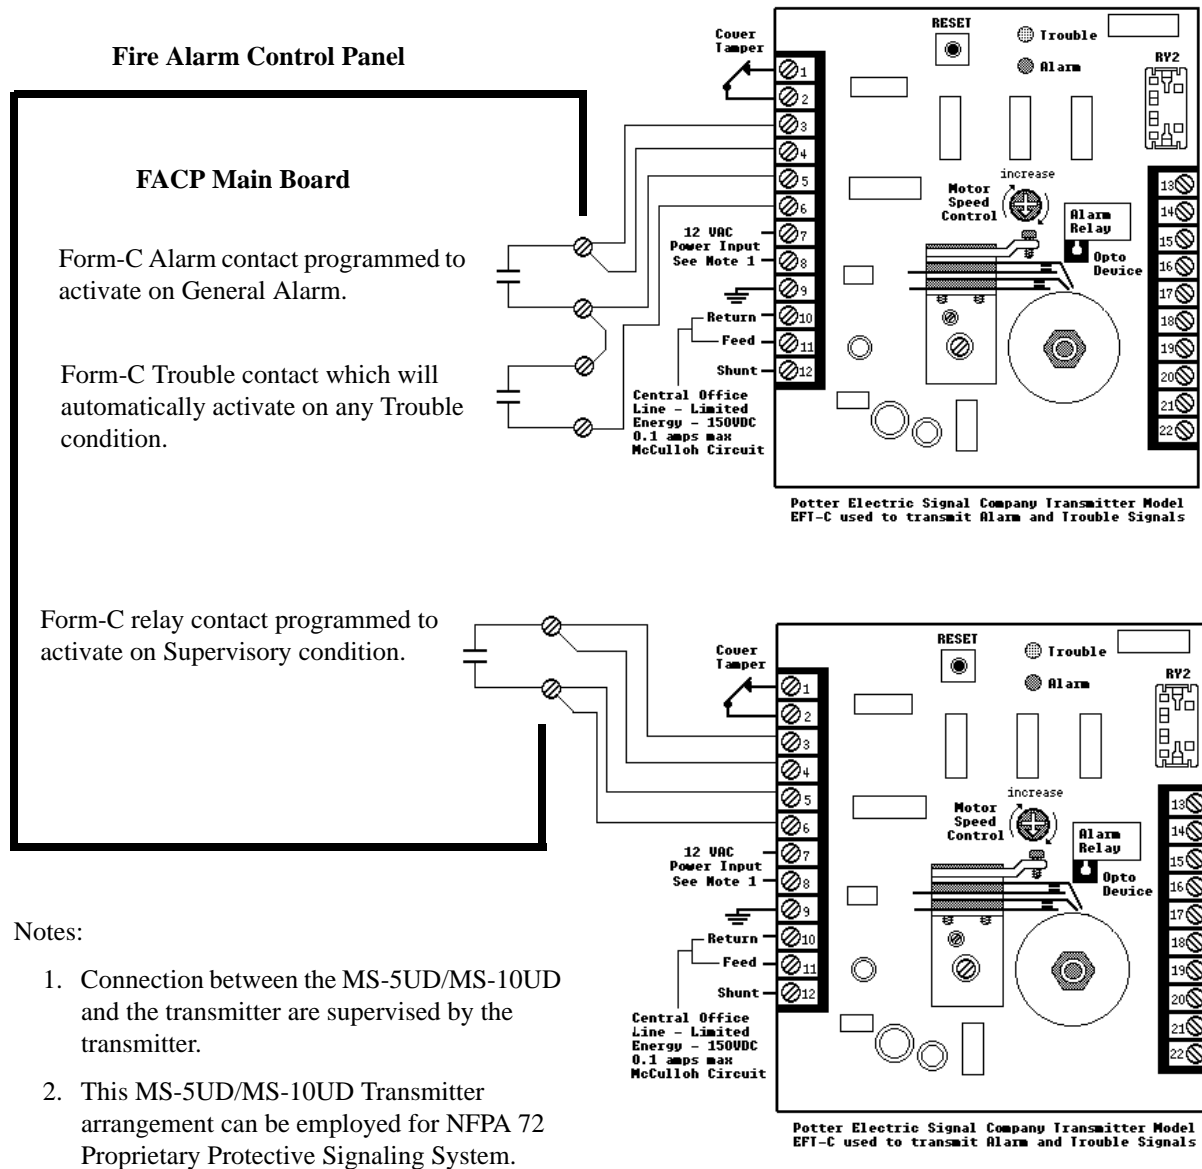 Fire Alarm Control Panel
FACP Main Board
Form-C Alarm contact programmed to
activate on General Alarm.
Form-C Trouble contact which will
automatically activate on any Trouble
condition.
Cover
Tamper
1
2
3
4
5
6
12 VAC
Power Input
See Note 1
7
8
9
Return
10
Feed
11
Shunt
12
Central Office
Line - Limited
Energy - 150VDC
0.1 amps max
McCulloh Circuit
RESET
Trouble
Alarm
RY2
increase
Motor
Speed
Control
Alarm
Relay
Opto
Device
13
14
15
16
17
18
19
20
21
22
Potter Electric Signal Company Transmitter Model
EFT-C used to transmit Alarm and Trouble Signals
Form-C relay contact programmed to
activate on Supervisory condition.
Cover
Tamper
1
2
3
4
5
6
12 VAC
Power Input
See Note 1
7
8
9
Return
10
Feed
11
Shunt
12
Central Office
Line - Limited
Energy - 150VDC
0.1 amps max
McCulloh Circuit
RESET
Trouble
Alarm
RY2
increase
Motor
Speed
Control
Alarm
Relay
Opto
Device
13
14
15
16
17
18
19
20
21
22
Potter Electric Signal Company Transmitter Model
EFT-C used to transmit Alarm and Trouble Signals
Notes:
1. Connection between the MS-5UD/MS-10UD
and the transmitter are supervised by the
transmitter.
2. This MS-5UD/MS-10UD Transmitter
arrangement can be employed for NFPA 72
Proprietary Protective Signaling System.